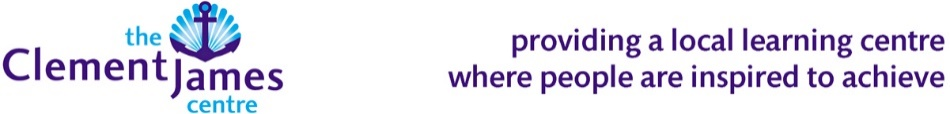 the
Clement James
centre
providing a local learning centre
where people are inspired to achieve